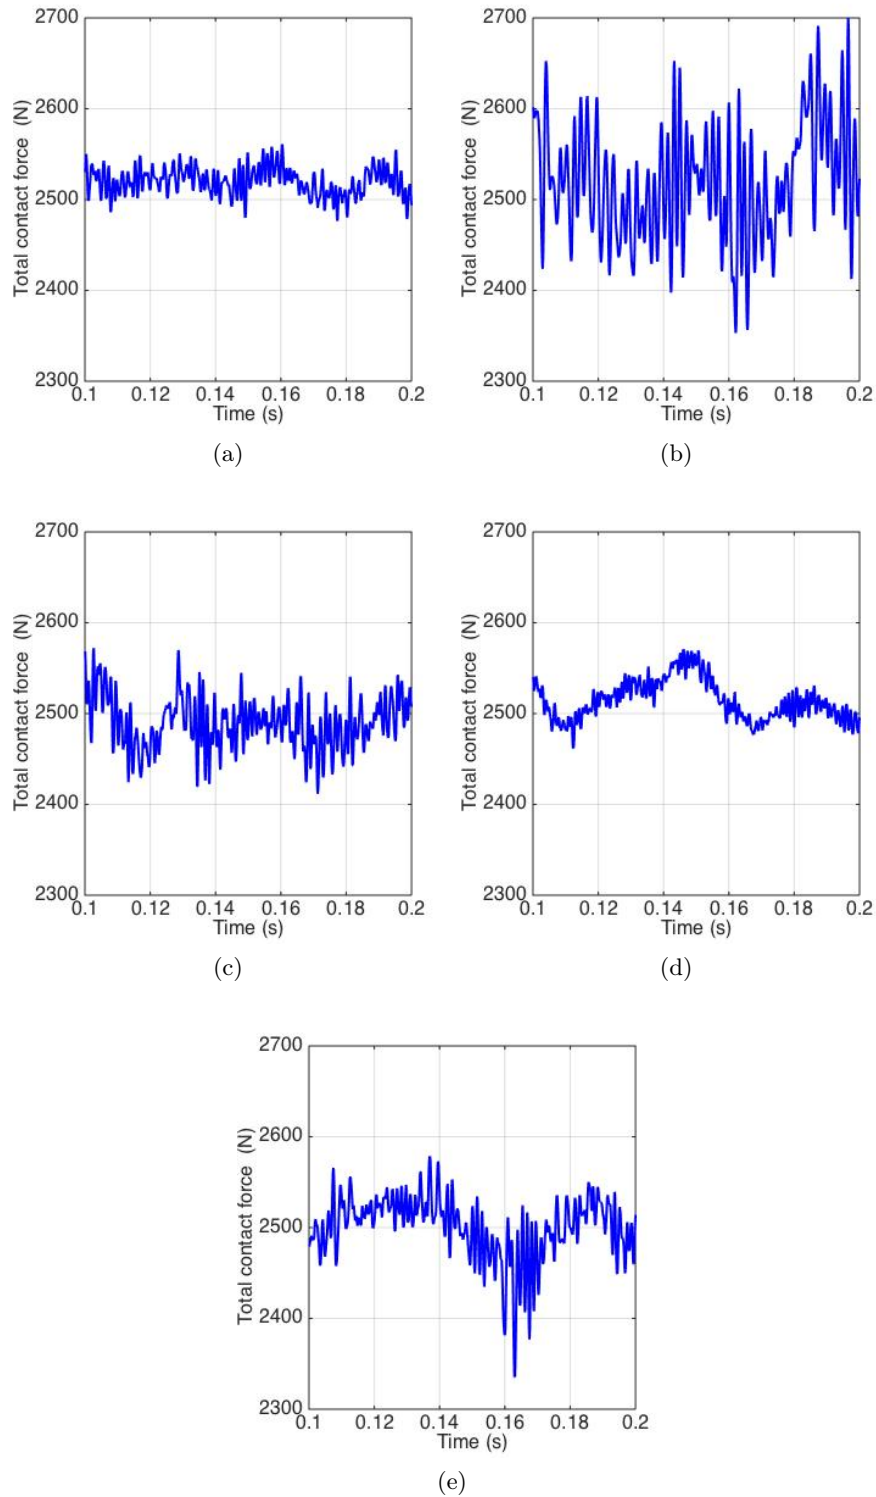 2700
2600
2500
2400
2300
Total contact force (N)
0.1 0.12 0.14 0.16 0.18 0.2
Time (s)
(a)
2700
2600
2500
2400
2300
Total contact force (N)
0.1 0.12 0.14 0.16 0.18 0.2
Time (s)
(b)
2700
2600
2500
2400
2300
Total contact force (N)
0.1 0.12 0.14 0.16 0.18 0.2
Time (s)
(c)
2700
2600
2500
2400
2300
Total contact force (N)
0.1 0.12 0.14 0.16 0.18 0.2
Time (s)
(d)
2700
2600
2500
2400
2300
Total contact force (N)
0.1 0.12 0.14 0.16 0.18 0.2
Time (s)
(e)